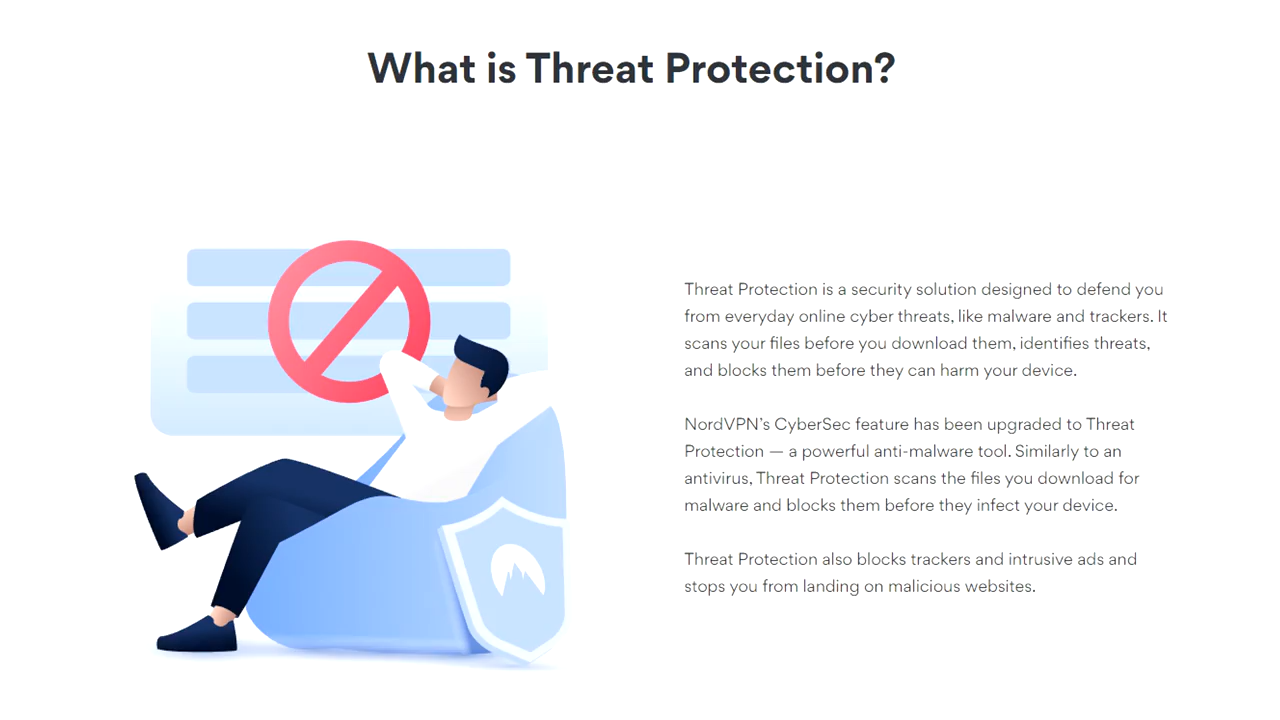 What is Threat Protection?
Threat Protection is a security solution designed to defend you
from everyday online cyber threats, like malware and trackers. It
scans your files before you download them, identifies threats,
and blocks them before they can harm your device.
NordVPN’s CyberSec feature has been upgraded to Threat
Protection — a powerful anti-malware tool. Similarly to an
antivirus, Threat Protection scans the files you download for
malware and blocks them before they infect your device.
Threat Protection also blocks trackers and intrusive ads and
stops you from landing on malicious websites.